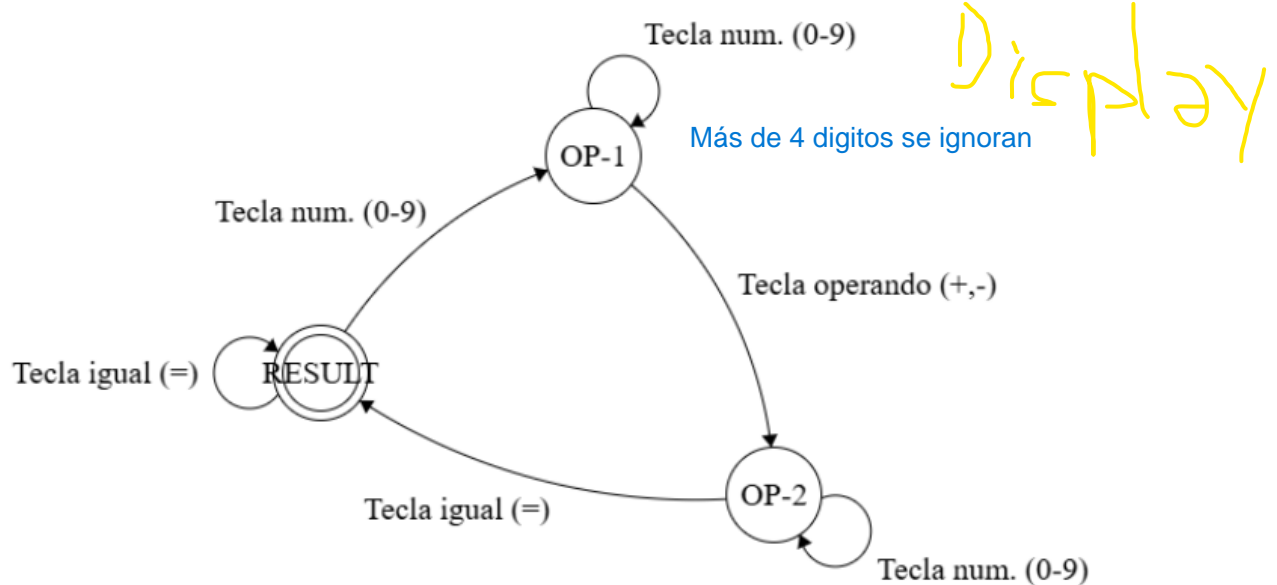 Tecla num. (0-9)
Display
OP-1
Más de 4 digitos se ignoran
Tecla num. (0-9)
Tecla operando (+,-)
Tecla igual (=)
RESULT
OP-2
Tecla igual (=)
Tecla num. (0-9)